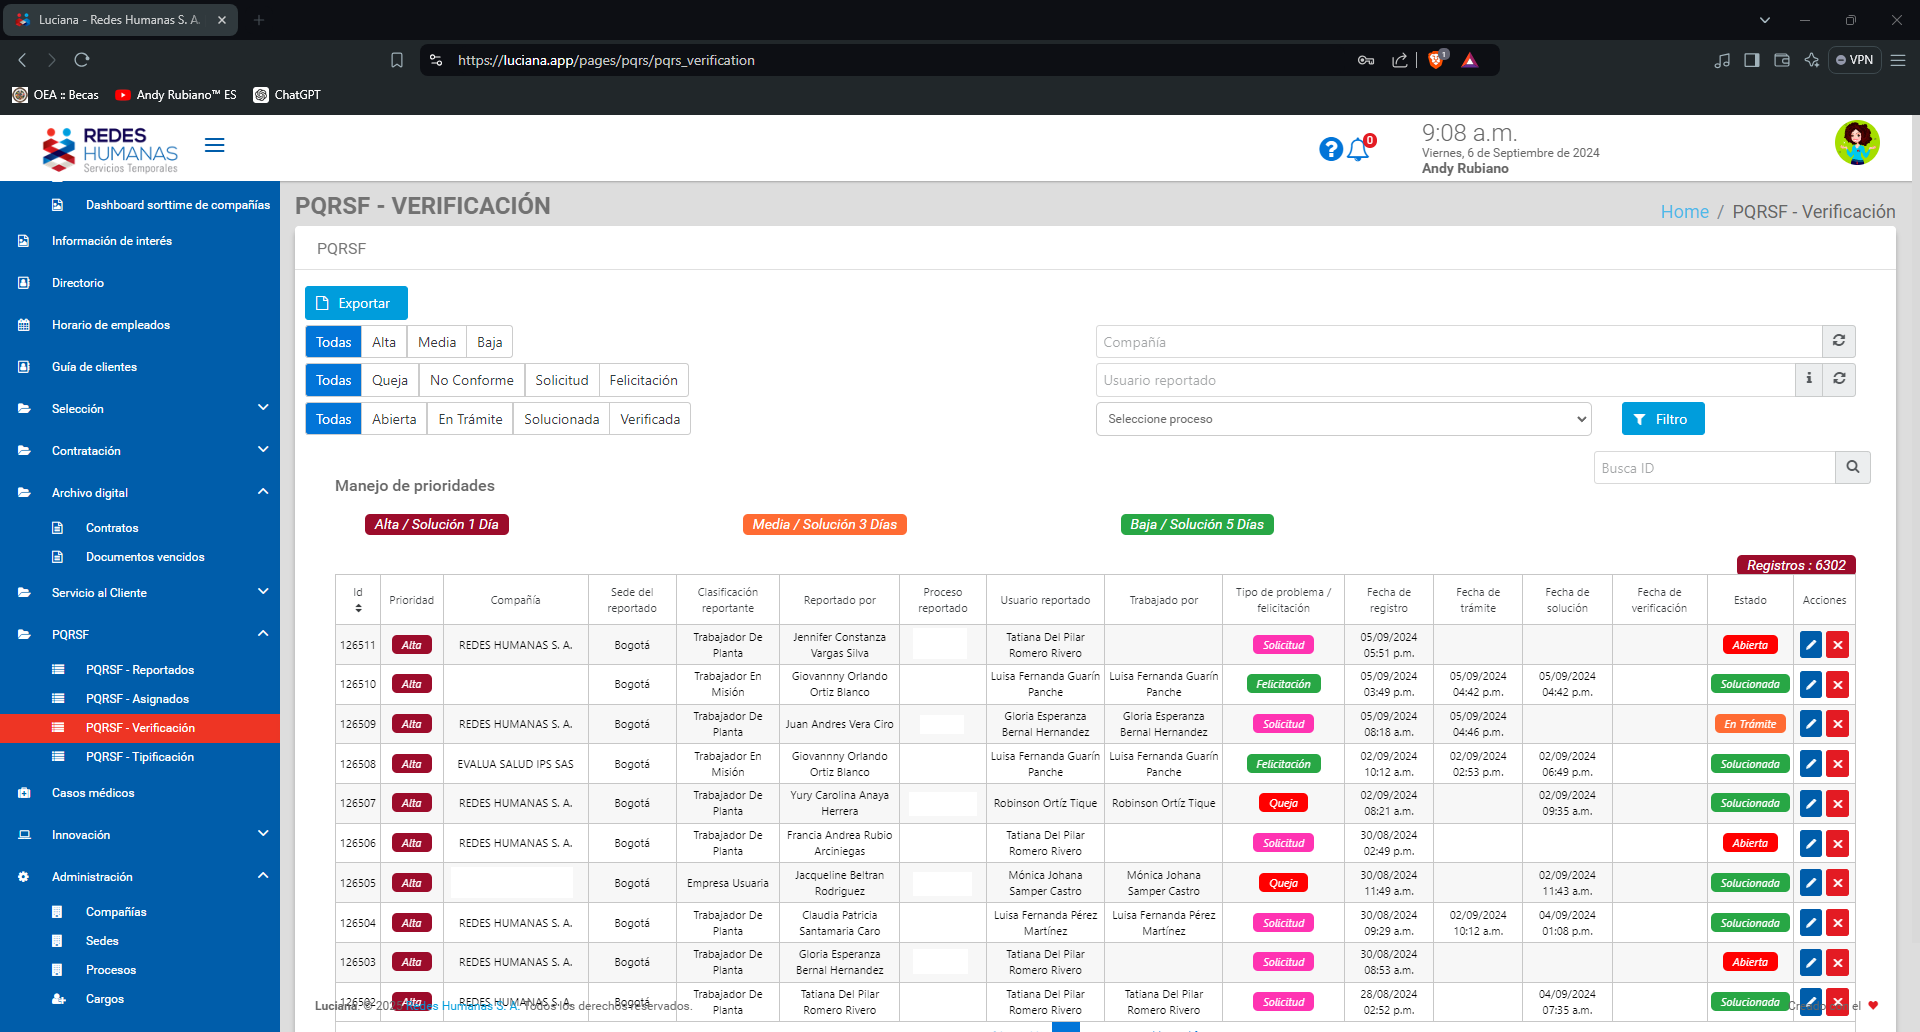 Luciana - Redes Humanas S. A.
https://luciana.app/pages/pqrs/pqrs_verification
1
VPN
OEA :: Becas
Andy Rubiano™ ES
ChatGPT
REDES
HUMANAS
Servicios Temporales
0
9:08 a.m.
Viernes, 6 de Septiembre de 2024
Andy Rubiano
Dashboard sorttime de compañías
Información de interés
Directorio
Horario de empleados
Guía de clientes
Selección
Contratación
Archivo digital
Contratos
Documentos vencidos
Servicio al Cliente
PQRSF
PQRSF - Reportados
PQRSF - Asignados
PQRSF - Verificación
PQRSF - Tipificación
Casos médicos
Innovación
Administración
Compañías
Sedes
Procesos
Cargos
PQRSF - VERIFICACIÓN
Home / PQRSF - Verificación
PQRSF
Exportar
Todas Alta Media Baja
Compañía
Todas Queja No Conforme Solicitud Felicitación
Usuario reportado
Todas Abierta En Trámite Solucionada Verificada
Seleccione proceso
Filtro
Busca ID
Manejo de prioridades
Alta / Solución 1 Día
Media / Solución 3 Días
Baja / Solución 5 Días
Registros : 6302
Id Prioridad Compañía Sede del reportado Clasificación reportante Reportado por Proceso reportado Usuario reportado Trabajado por Tipo de problema / felicitación Fecha de registro Fecha de trámite Fecha de solución Fecha de verificación Estado Acciones
126511 Alta REDES HUMANAS S. A. Bogotá Trabajador De Planta Jennifer Constanza Vargas Silva Tatiana Del Pilar Romero Rivero Solicitud 05/09/2024 05:51 p.m. Abierta
126510 Alta Bogotá Trabajador En Misión Giovannny Orlando Ortiz Blanco Luisa Fernanda Guarín Panche Luisa Fernanda Guarín Panche Felicitación 05/09/2024 03:49 p.m. 05/09/2024 04:42 p.m. 05/09/2024 04:42 p.m. Solucionada
126509 Alta REDES HUMANAS S. A. Bogotá Trabajador De Planta Juan Andres Vera Ciro Gloria Esperanza Bernal Hernandez Gloria Esperanza Bernal Hernandez Solicitud 05/09/2024 08:18 a.m. 05/09/2024 04:46 p.m. En Trámite
126508 Alta EVALUA SALUD IPS SAS Bogotá Trabajador En Misión Giovannny Orlando Ortiz Blanco Luisa Fernanda Guarín Panche Luisa Fernanda Guarín Panche Felicitación 02/09/2024 10:12 a.m. 02/09/2024 02:53 p.m. 02/09/2024 06:49 p.m. Solucionada
126507 Alta REDES HUMANAS S. A. Bogotá Trabajador De Planta Yury Carolina Anaya Herrera Robinson Ortíz Tique Robinson Ortíz Tique Queja 02/09/2024 08:21 a.m. 02/09/2024 09:35 a.m. Solucionada
126506 Alta REDES HUMANAS S. A. Bogotá Trabajador De Planta Francia Andrea Rubio Arciniegas Tatiana Del Pilar Romero Rivero Solicitud 30/08/2024 02:49 p.m. Abierta
126505 Alta Bogotá Empresa Usuaria Jacqueline Beltran Rodriguez Mónica Johana Samper Castro Mónica Johana Samper Castro Queja 30/08/2024 11:49 a.m. 02/09/2024 11:43 a.m. Solucionada
126504 Alta REDES HUMANAS S. A. Bogotá Trabajador De Planta Claudia Patricia Santamaria Caro Luisa Fernanda Pérez Martínez Luisa Fernanda Pérez Martínez Solicitud 30/08/2024 09:29 a.m. 02/09/2024 10:12 a.m. 04/09/2024 01:08 p.m. Solucionada
126503 Alta REDES HUMANAS S. A. Bogotá Trabajador De Planta Gloria Esperanza Bernal Hernandez Tatiana Del Pilar Romero Rivero Solicitud 30/08/2024 08:53 a.m. Abierta
126502 Alta REDES HUMANAS S. A. Bogotá Trabajador De Planta Tatiana Del Pilar Romero Rivero Tatiana Del Pilar Romero Rivero Tatiana Del Pilar Romero Rivero Solicitud 28/08/2024 02:52 p.m. 04/09/2024 07:35 a.m. Solucionada
Luciana. © 2025 Redes Humanas S. A. Todos los derechos reservados.
el